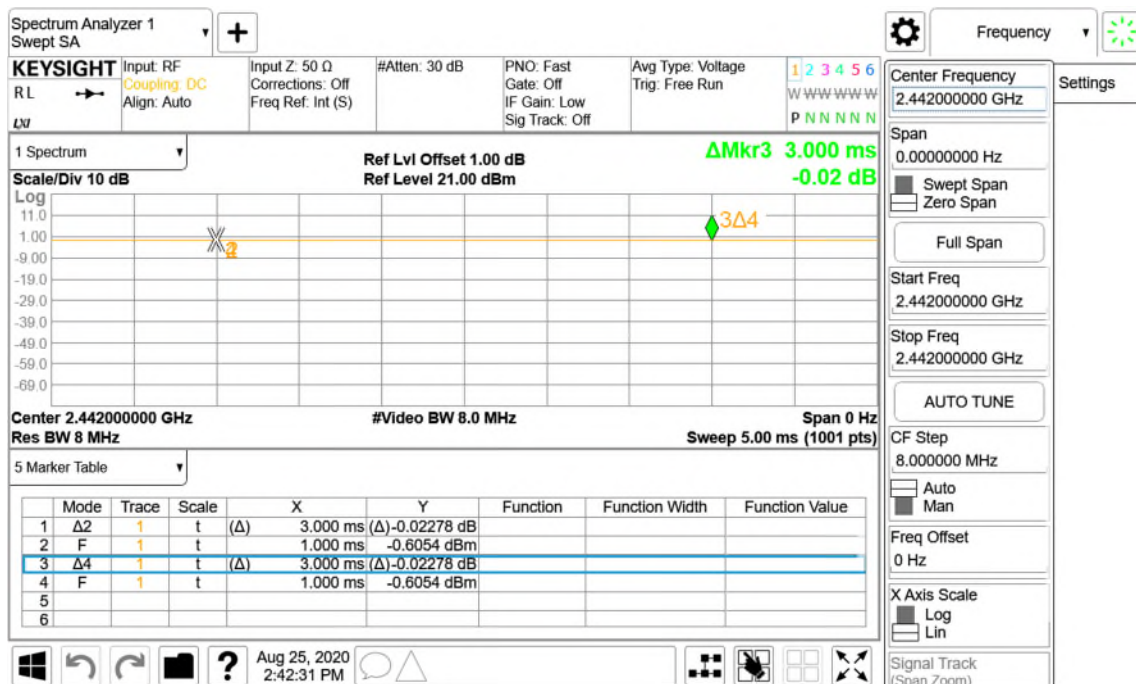 Spectrum Analyzer 1
Swept SA
Frequency
KEYSIGHT
RL
LXI
Input: RF
Coupling: DC
Align: Auto
Input Z: 50 Ω
Corrections: Off
Freq Ref: Int (S)
#Atten: 30 dB
PNO: Fast
Gate: Off
IF Gain: Low
Sig Track: Off
Avg Type: Voltage
Trig: Free Run
1 2 3 4 5 6
W W W W W W
P N N N N N
1 Spectrum
Scale/Div 10 dB
Ref Lvl Offset 1.00 dB
Ref Level 21.00 dBm
ΔMkr3 3.000 ms
-0.02 dB
Log
11.0
1.00
-9.00
-19.0
-29.0
-39.0
-49.0
-59.0
-69.0
3Δ4
Center 2.442000000 GHz
#Video BW 8.0 MHz
Span 0 Hz
Res BW 8 MHz
Sweep 5.00 ms (1001 pts)
5 Marker Table
Mode Trace Scale X Y Function Function Width Function Value
1 Δ2 1 t (Δ) 3.000 ms (Δ) -0.02278 dB
2 F 1 t 1.000 ms -0.6054 dBm
3 Δ4 1 t (Δ) 3.000 ms (Δ) -0.02278 dB
4 F 1 t 1.000 ms -0.6054 dBm
5
6
?
Aug 25, 2020
2:42:31 PM
Center Frequency
2.442000000 GHz
Settings
Span
0.00000000 Hz
Swept Span
Zero Span
Full Span
Start Freq
2.442000000 GHz
Stop Freq
2.442000000 GHz
AUTO TUNE
CF Step
8.000000 MHz
Auto
Man
Freq Offset
0 Hz
X Axis Scale
Log
Lin
Signal Track
(Span Zoom)